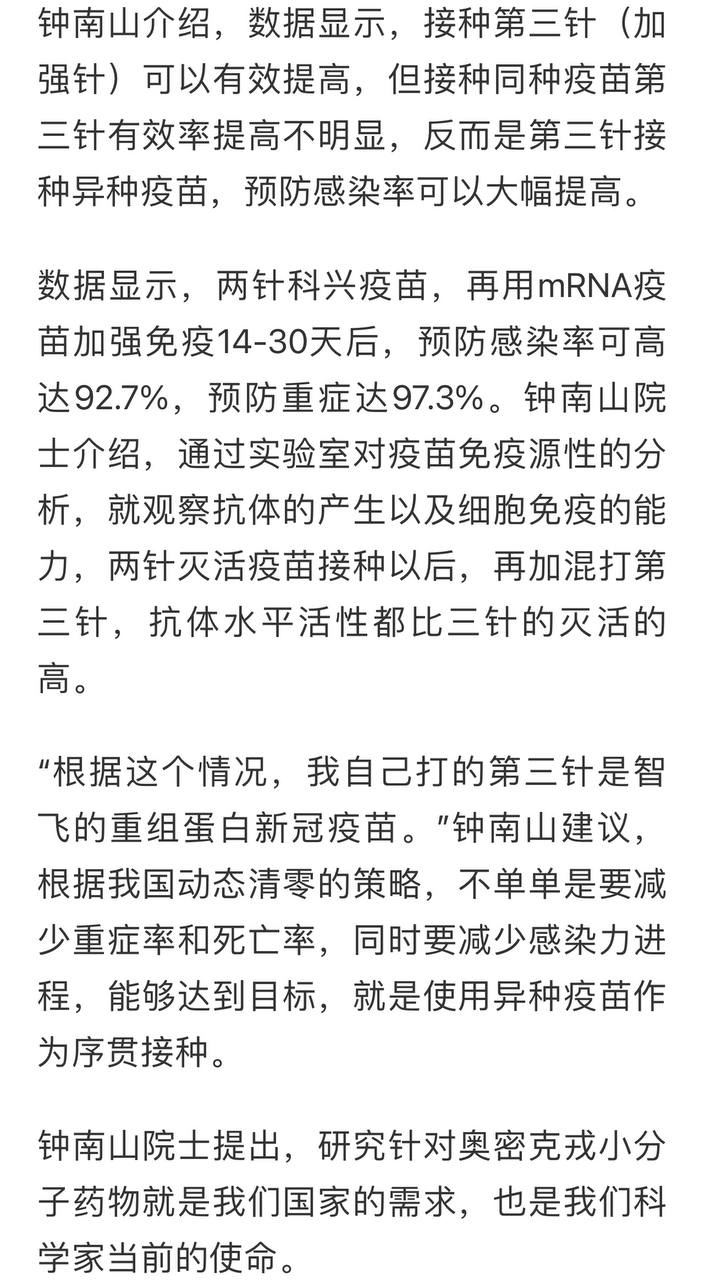 钟南山介绍，数据显示，接种第三针（加
强针）可以有效提高，但接种同种疫苗第
三针有效率提高不明显，反而是第三针接
种异种疫苗，预防感染率可以大幅提高。
数据显示，两针科兴疫苗，再用mRNA疫
苗加强免疫14-30天后，预防感染率可高
达92.7%，预防重症达97.3%。钟南山院
士介绍，通过实验室对疫苗免疫源性的分
析，就观察抗体的产生以及细胞免疫的能
力，两针灭活疫苗接种以后，再加混打第
三针，抗体水平活性都比三针的灭活的
高。
“根据这个情况，我自己打的第三针是智
飞的重组蛋白新冠疫苗。”钟南山建议，
根据我国动态清零的策略，不单单是要减
少重症率和死亡率，同时要减少感染力进
程，能够达到目标，就是使用异种疫苗作
为序贯接种。
钟南山院士提出，研究针对奥密克戎小分
子药物就是我们国家的需求，也是我们科
学家当前的使命。